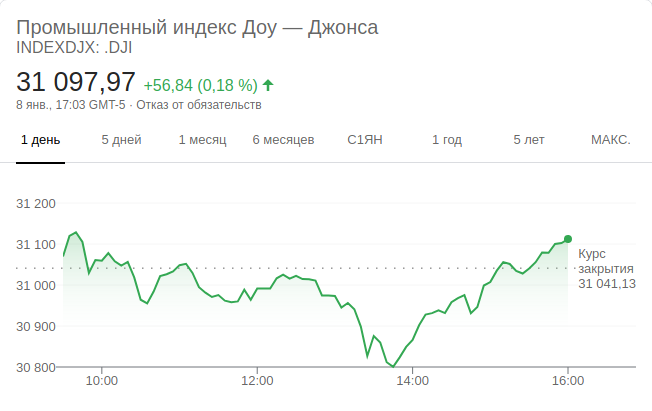 Промышленный индекс Доу — Джонса
INDEXDJX: .DJI
31 097,97 +56,84 (0,18 %)
8 янв., 17:03 GMT-5 · Отказ от обязательств
1 день 5 дней 1 месяц 6 месяцев С1ЯН 1 год 5 лет МАКС.
31 200
31 100
Курс
закрытия
31 041,13
31 000
30 900
30 800
10:00 12:00 14:00 16:00